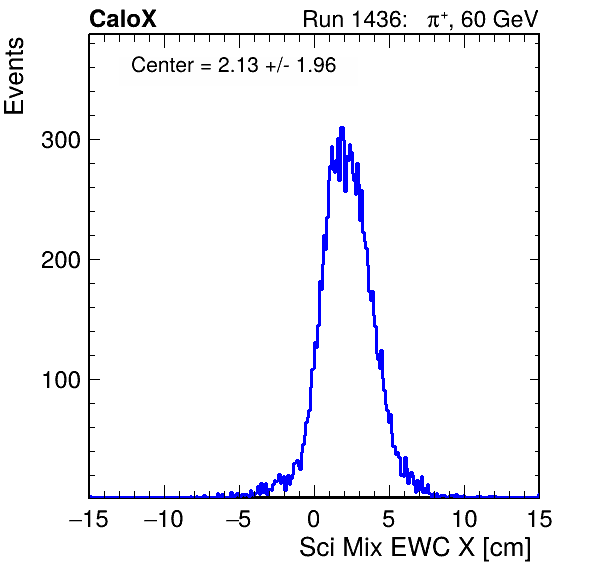 CaloX Run 1436: π+, 60 GeV
Center = 2.13 +/- 1.96
Events
300
200
100
−15 −10 −5 0 5 10 15
Sci Mix EWC X [cm]